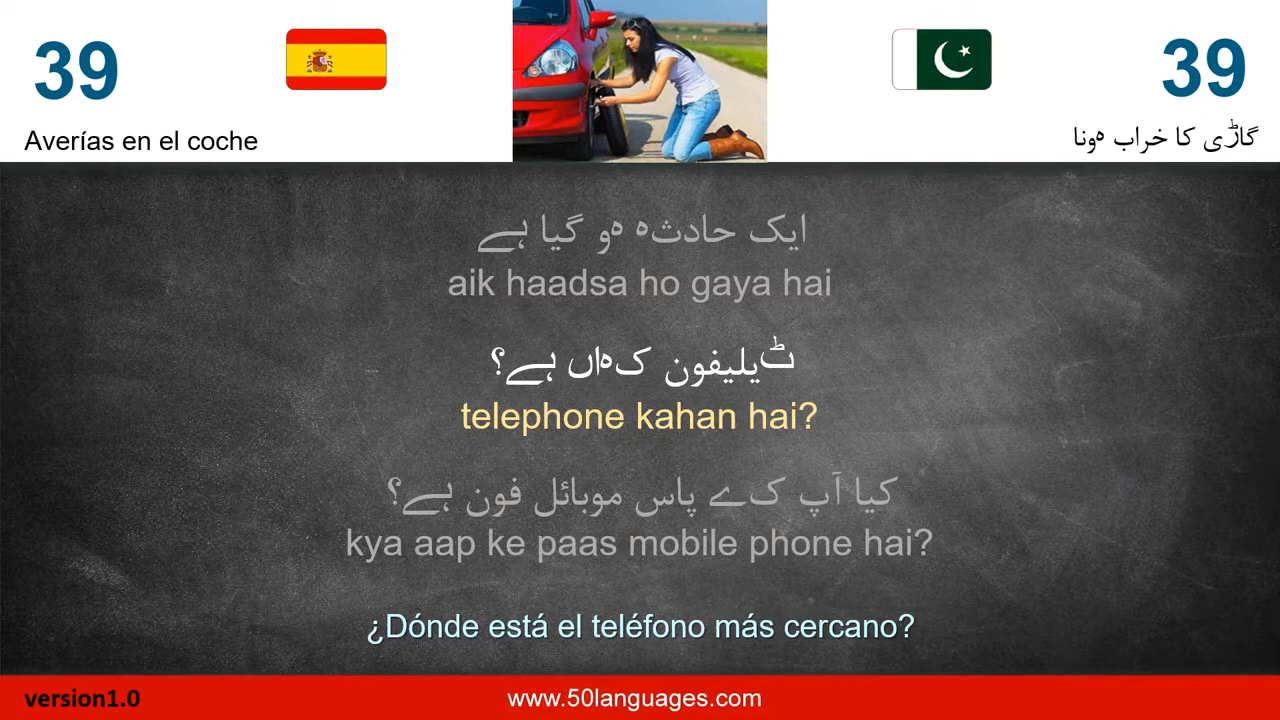 39
39
Averías en el coche
گاڑی کا خراب ہونا
ایک حادثہ ہو گیا ہے
aik haadsa ho gaya hai
ٹیلیفون کہاں ہے؟
telephone kahan hai?
کیا آپ کے پاس موبائل فون ہے؟
kya aap ke paas mobile phone hai?
¿Dónde está el teléfono más cercano?
version1.0
www.50languages.com